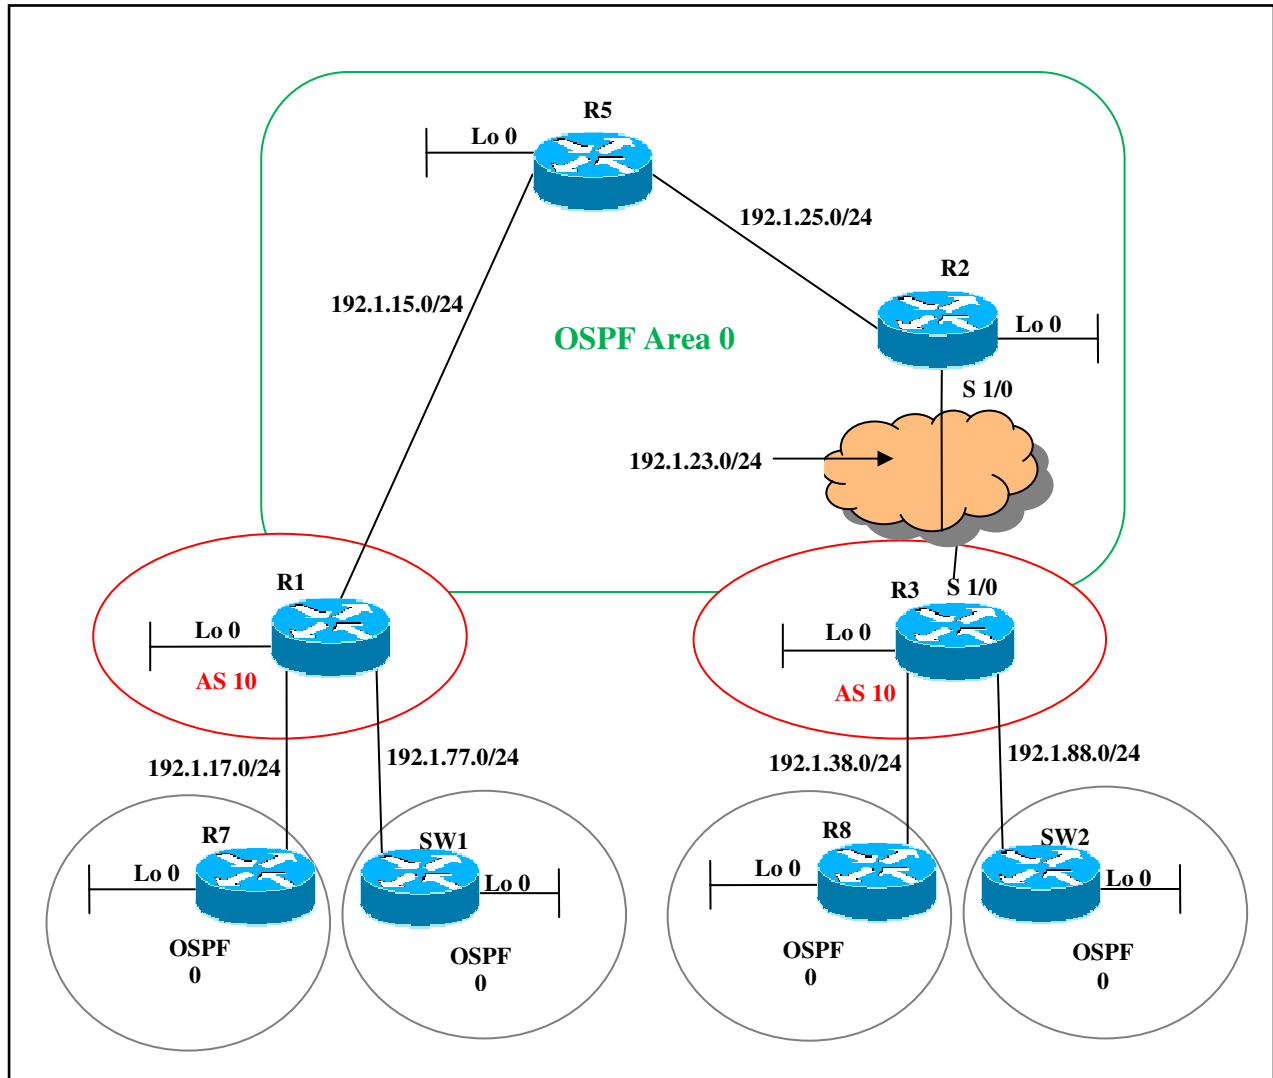 R5
Lo 0
192.1.25.0/24
R2
192.1.15.0/24
Lo 0
OSPF Area 0
S 1/0
192.1.23.0/24
R1
R3
S 1/0
Lo 0
Lo 0
AS 10
AS 10
192.1.17.0/24
192.1.77.0/24
192.1.38.0/24
192.1.88.0/24
R7
SW1
R8
SW2
Lo 0
Lo 0
Lo 0
Lo 0
OSPF
0
OSPF
0
OSPF
0
OSPF
0